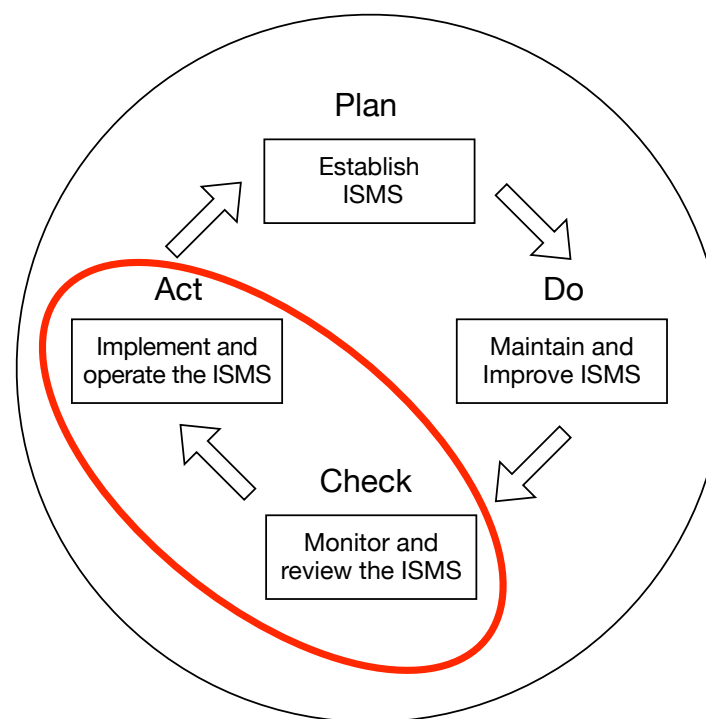 Plan
Establish
ISMS
Act
Do
Implement and
operate the ISMS
Maintain and
Improve ISMS
Check
Monitor and
review the ISMS